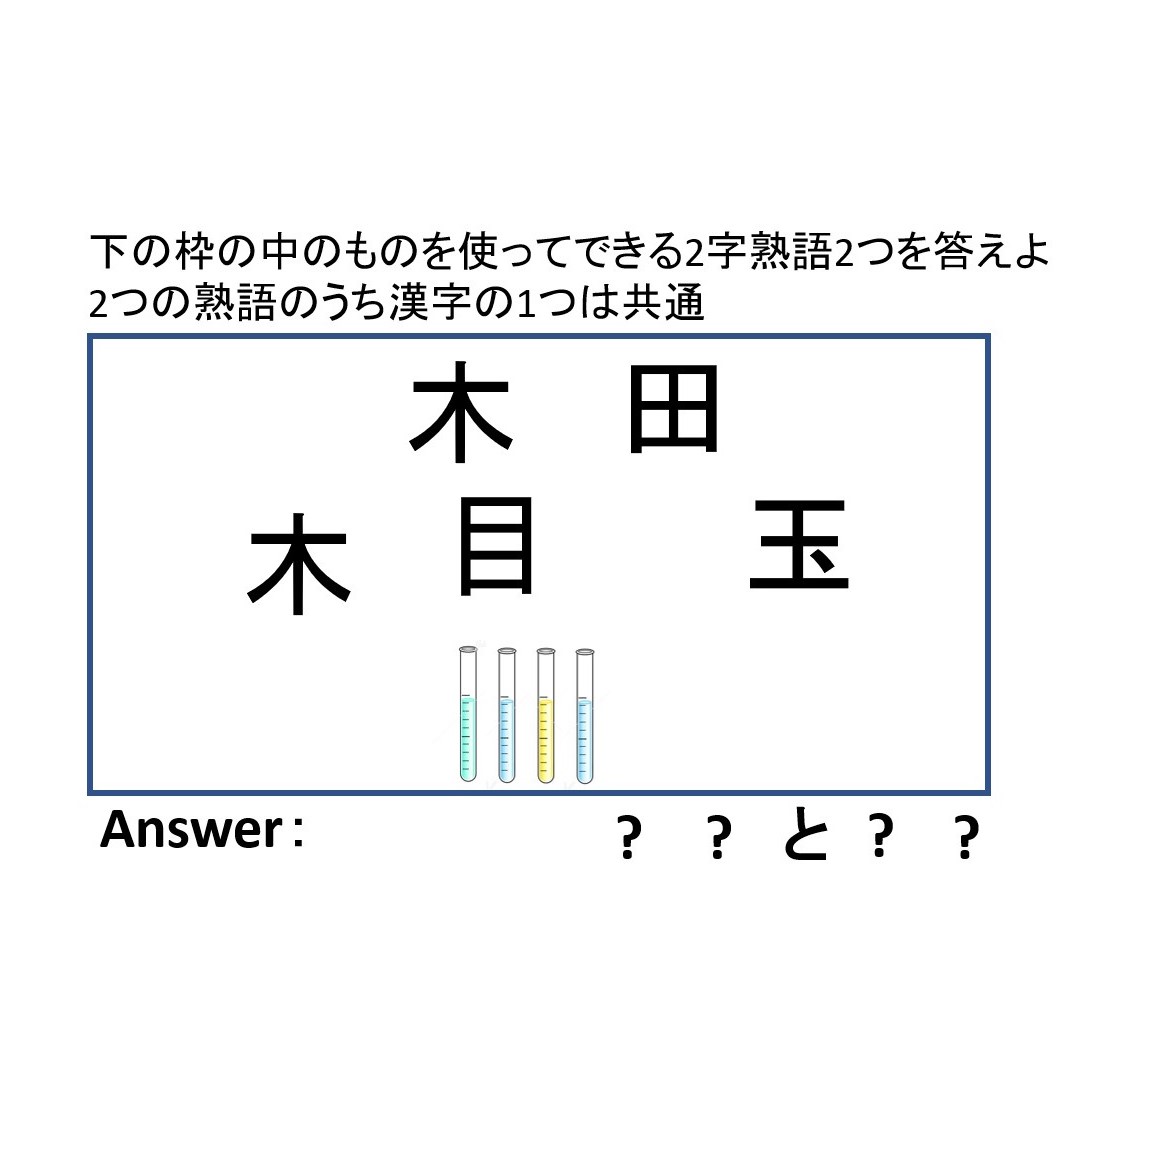 下の枠の中のものを使ってできる2字熟語2つを答えよ
2つの熟語のうち漢字の1つは共通
木 田
木 目 玉
Answer： ? ? と ? ?